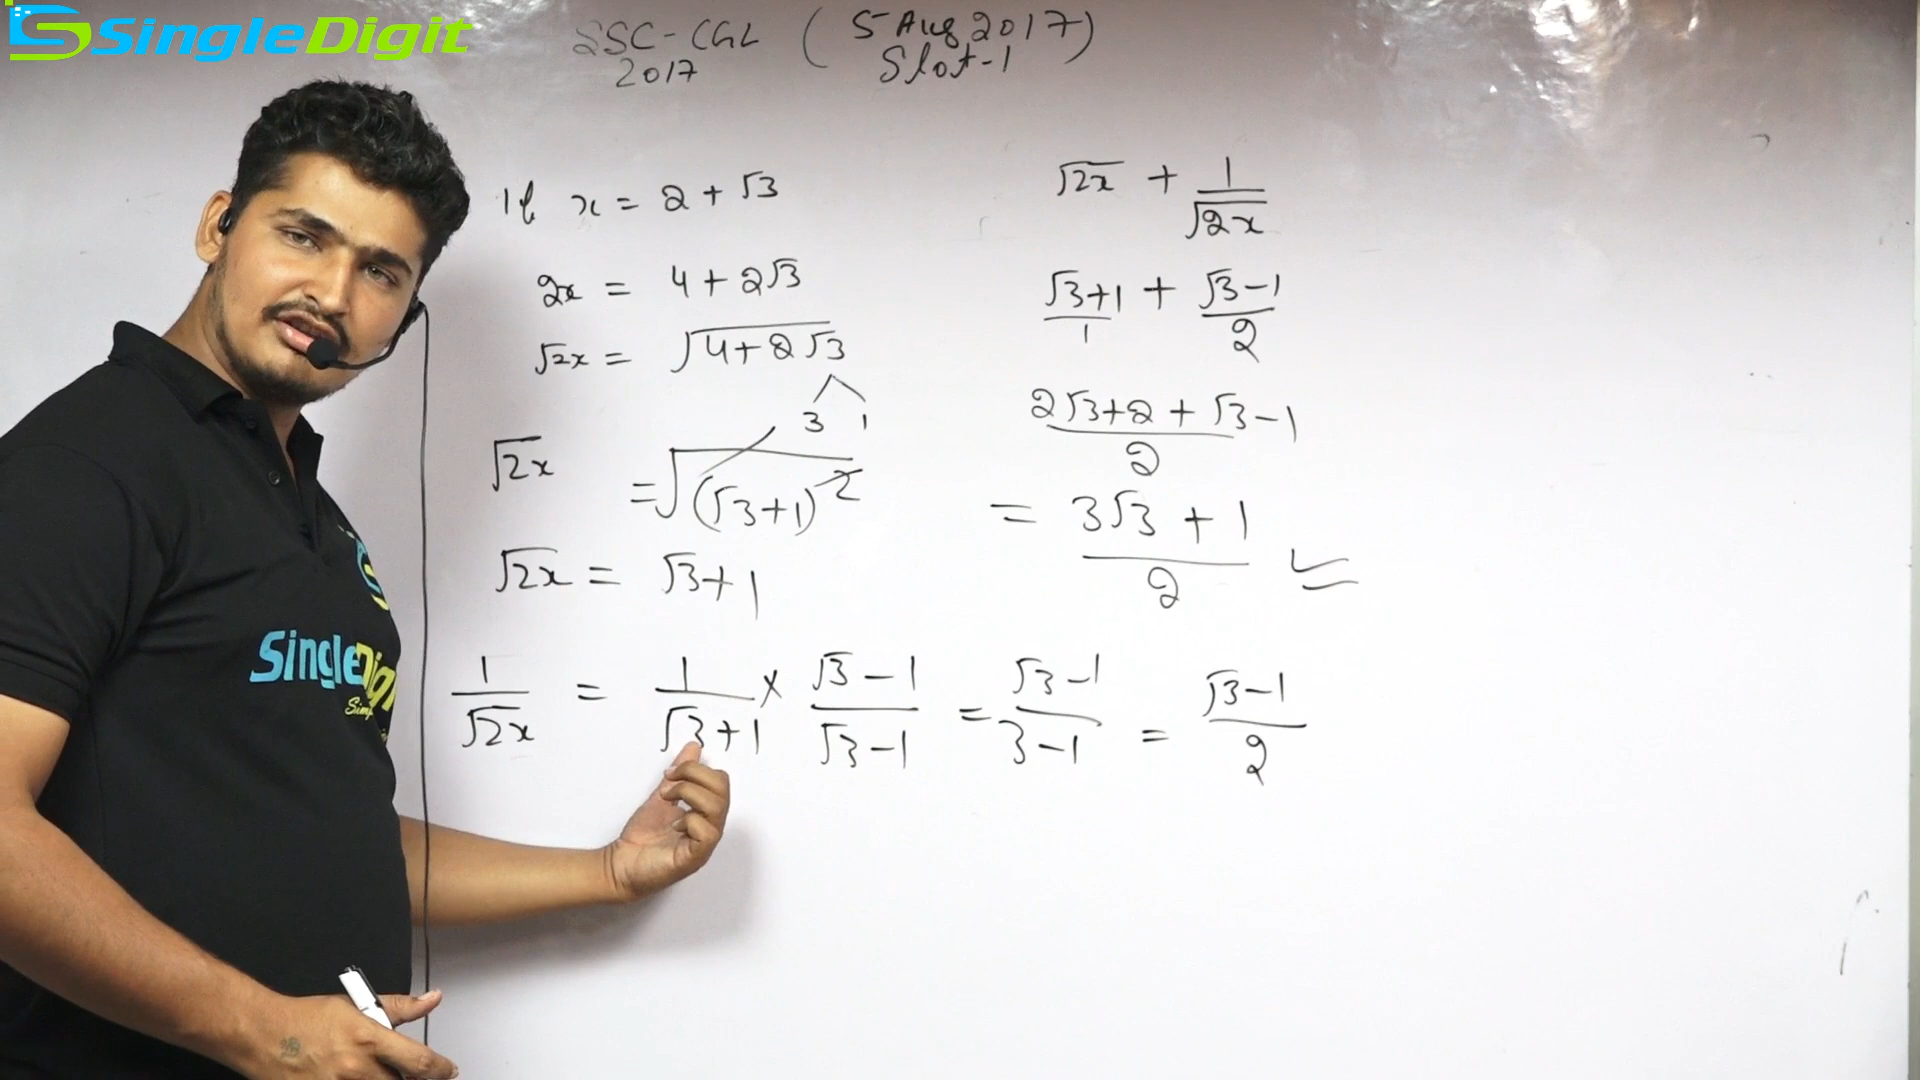 SingleDigit
SSC-CGL 2017 (5 Aug 2017) Slot-1
If x = 2 + √3
2x = 4 + 2√3
√2x = √4+2√3
3 1
√2x = √(√3+1)²
√2x = √3+1
1/√2x = 1/√3+1 × √3-1/√3-1 = √3-1/3-1 = √3-1/2
√2x + 1/√2x
√3+1/1 + √3-1/2
2√3+2+√3-1/2
= 3√3+1/2
SingleDigi